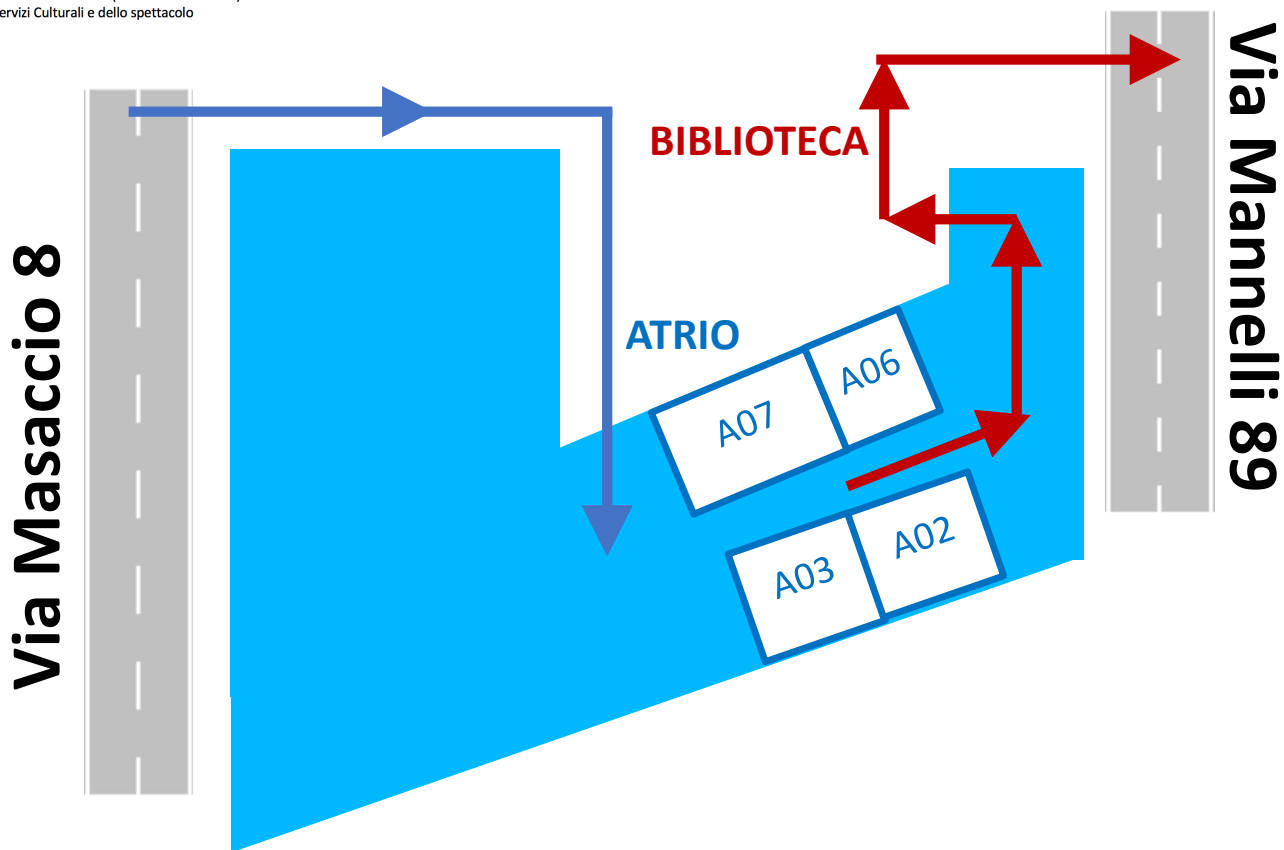 ervizi Culturali e dello spettacolo
Via Masaccio 8
BIBLIOTECA
ATRIO
A07
A06
A03
A02
Via Mannelli 89